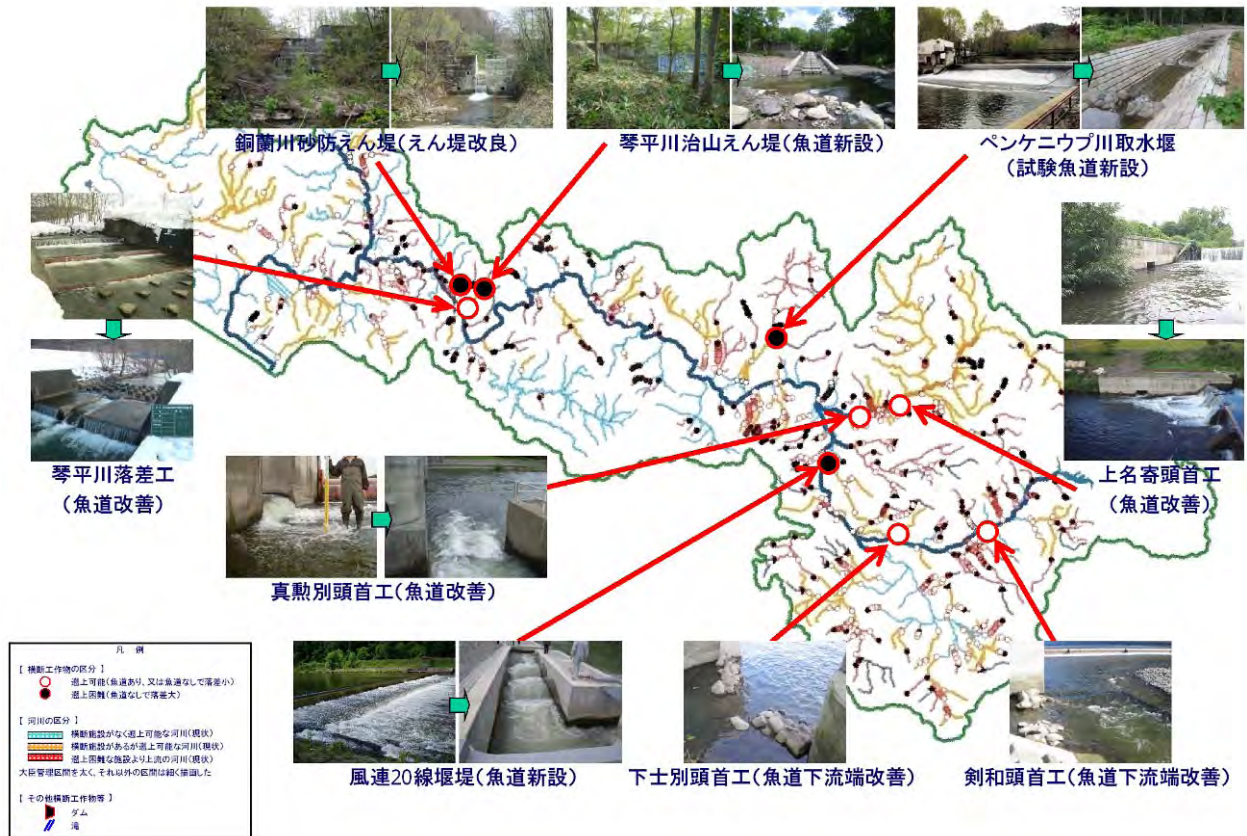 銅蘭川砂防えん堤(えん堤改良)
琴平川治山えん堤(魚道新設)
ペンケニウプ川取水堰
(試験魚道新設)
琴平川落差工
(魚道改善)
上名寄頭首工
(魚道改善)
真勲別頭首工(魚道改善)
風連20線堰堤(魚道新設)
下士別頭首工(魚道下流端改善)
剣和頭首工(魚道下流端改善)
凡 例
【 横断工作物の区分 】
遡上可能(魚道あり、又は魚道なしで落差小)
遡上困難(魚道なしで落差大)
【 河川の区分 】
横断施設がなく遡上可能な河川(現状)
横断施設があるが遡上可能な河川(現状)
遡上困難な施設より上流の河川(現状)
大臣管理区間を太く、それ以外の区間は細く描画した
【 その他横断工作物等 】
ダム
滝